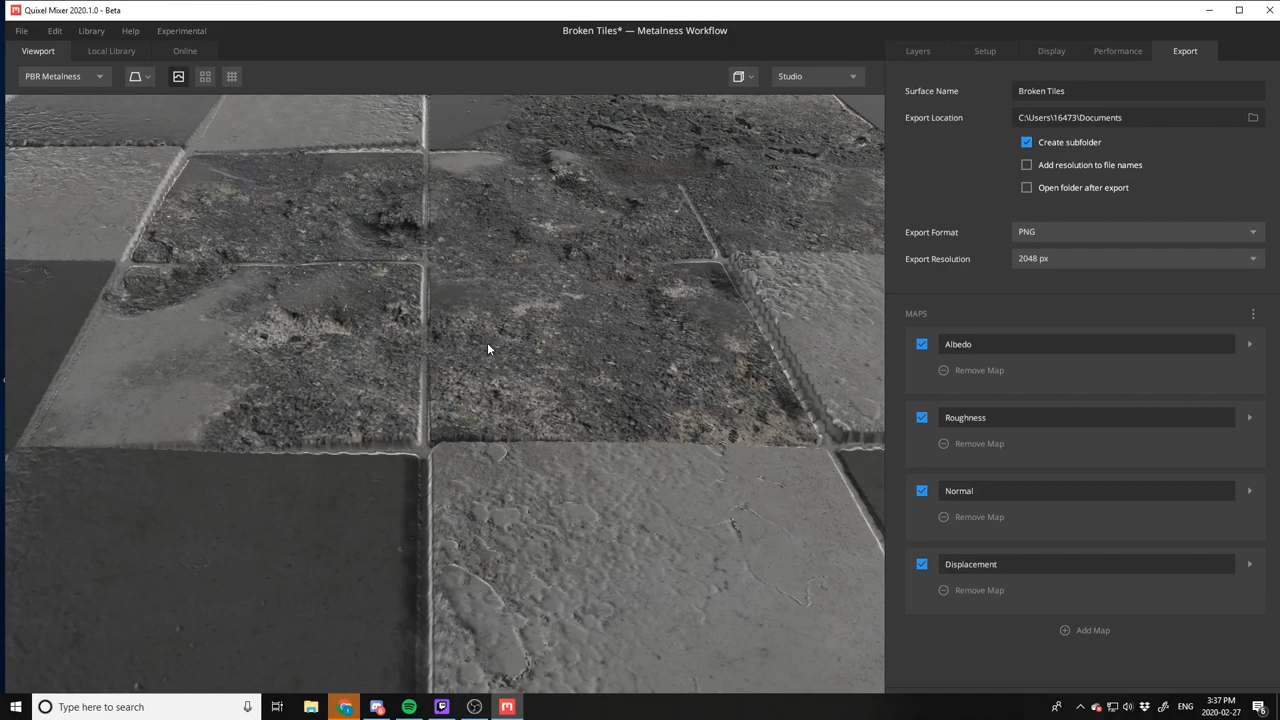 Quixel Mixer 2020.1.0 - Beta
File Edit Library Help Experimental
Broken Tiles* — Metalness Workflow
Viewport Local Library Online
Layers Setup Display Performance Export
PBR Metalness
Studio
Surface Name Broken Tiles
Export Location C:\Users\16473\Documents
Create subfolder
Add resolution to file names
Open folder after export
Export Format PNG
Export Resolution 2048 px
MAPS
Albedo
Remove Map
Roughness
Remove Map
Normal
Remove Map
Displacement
Remove Map
Add Map
Type here to search
ENG
3:37 PM
2020-02-27
6